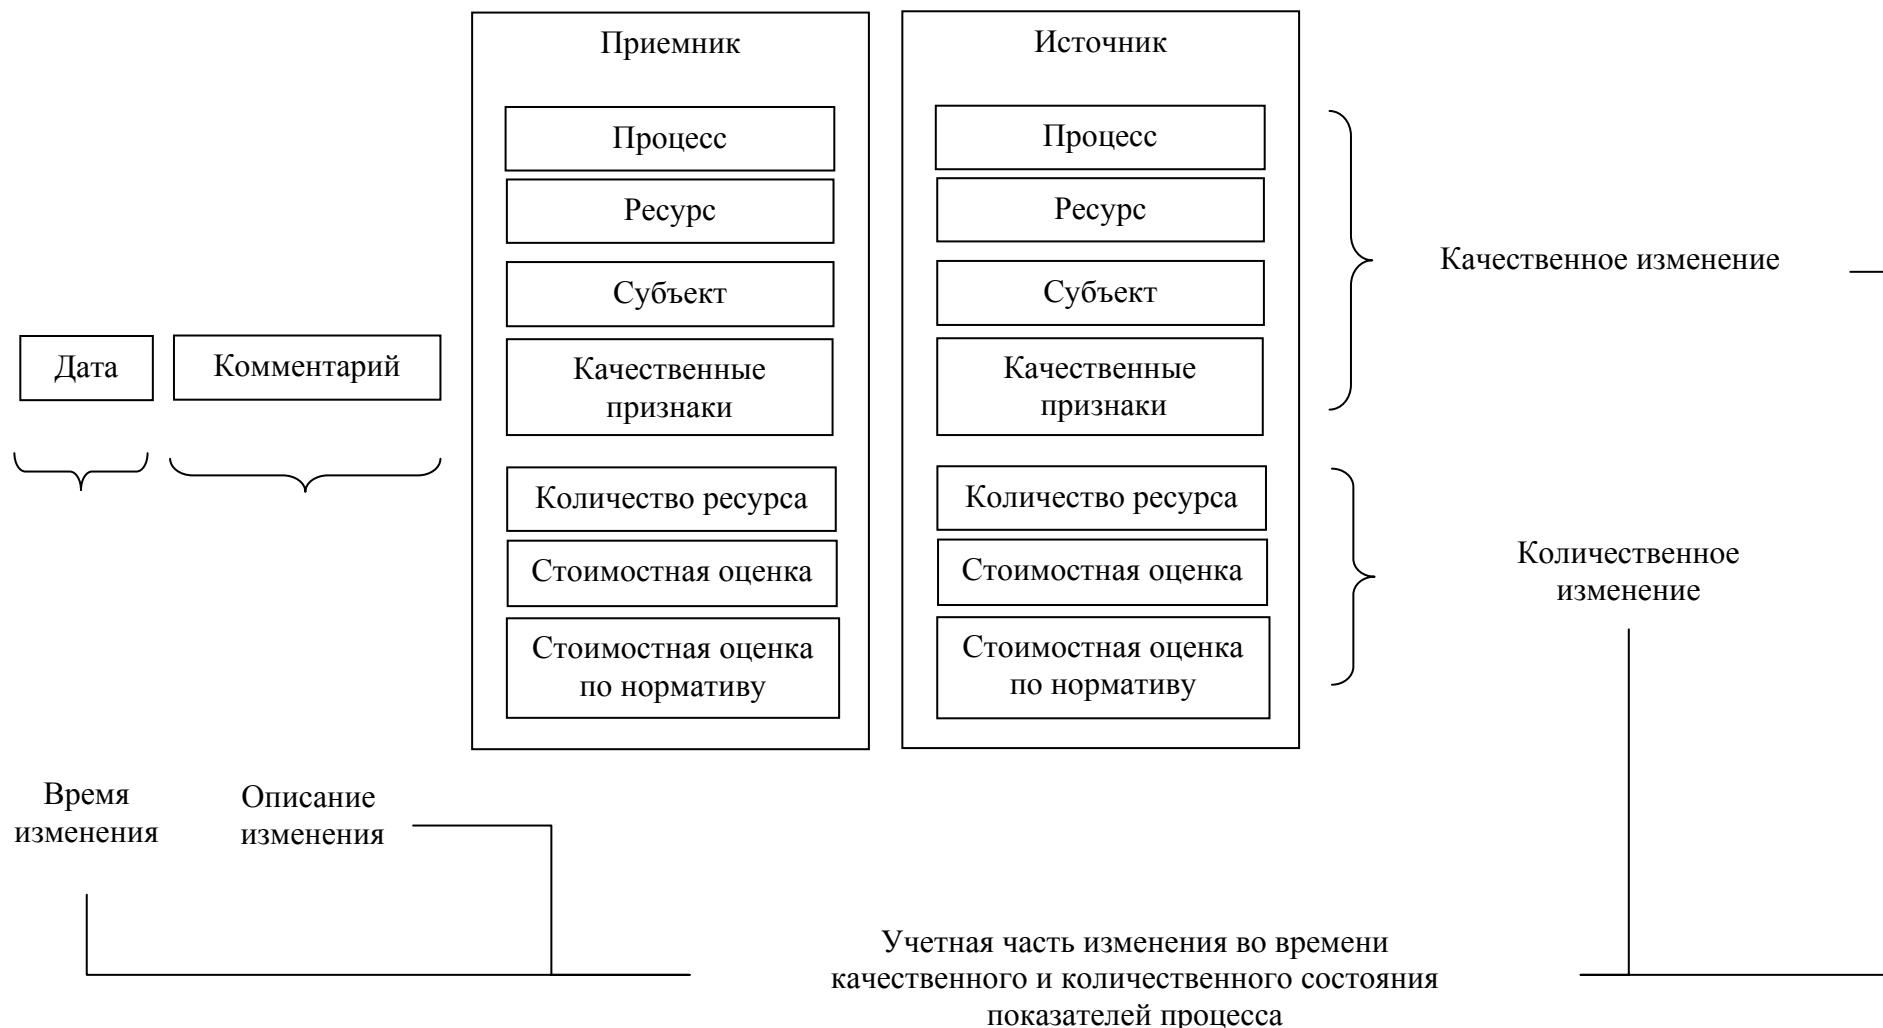 Приемник
Источник
Процесс
Процесс
Ресурс
Ресурс
Качественное изменение
Субъект
Субъект
Дата
Комментарий
Качественные
признаки
Качественные
признаки
Количество ресурса
Количество ресурса
Стоимостная оценка
Стоимостная оценка
Количественное
изменение
Стоимостная оценка
по нормативу
Стоимостная оценка
по нормативу
Время
изменения
Описание
изменения
Учетная часть изменения во времени
качественного и количественного состояния
показателей процесса